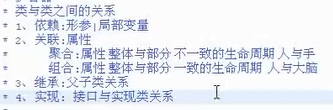 * 类与类之间的关系
* 1、依赖:形参|局部变量
* 2、关联:属性
* 聚合:属性 整体与部分 不一致的生命周期 人与手
* 组合:属性 整体与部分 一致的生命周期 人与大脑
* 3、继承:父子类关系
* 4、实现: 接口与实现类关系